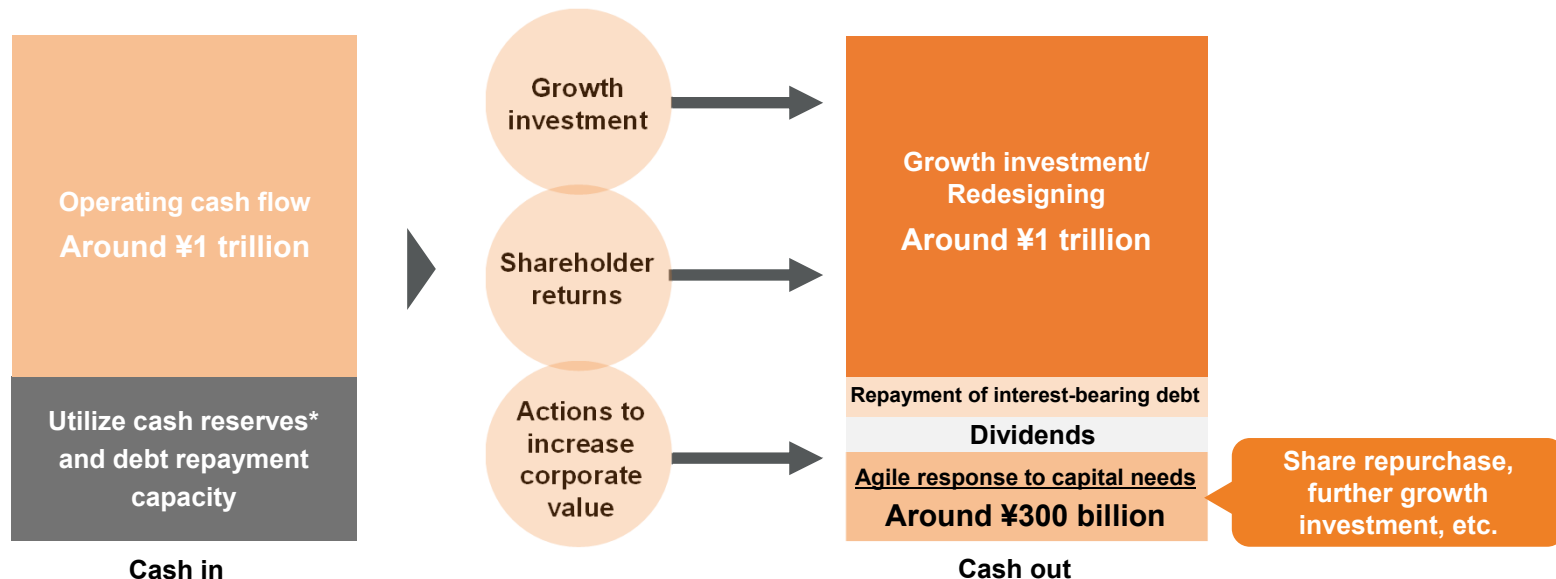 Operating cash flow
Around ¥1 trillion
Utilize cash reserves*
and debt repayment
capacity
Cash in
Growth
investment
Shareholder
returns
Actions to
increase
corporate
value
Growth investment/
Redesigning
Around ¥1 trillion
Repayment of interest-bearing debt
Dividends
Agile response to capital needs
Around ¥300 billion
Cash out
Share repurchase,
further growth
investment, etc.